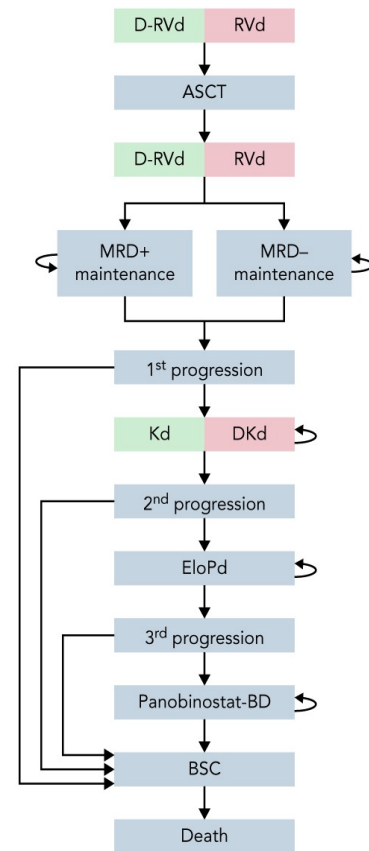 D-RVd RVd
ASCT
D-RVd RVd
MRD+
maintenance
MRD–
maintenance
1st progression
Kd DKd
2nd progression
EloPd
3rd progression
Panobinostat-BD
BSC
Death